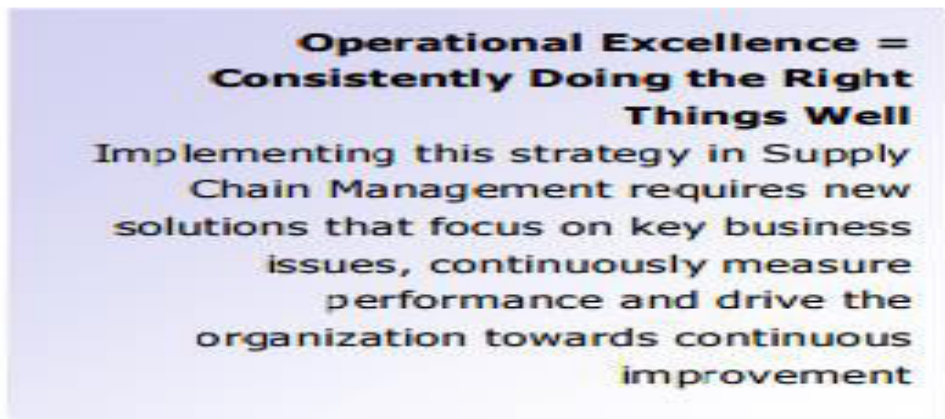 Operational Excellence =
Consistently Doing the Right
Things Well
Implementing this strategy in Supply
Chain Management requires new
solutions that focus on key business
issues, continuously measure
performance and drive the
organization towards continuous
improvement